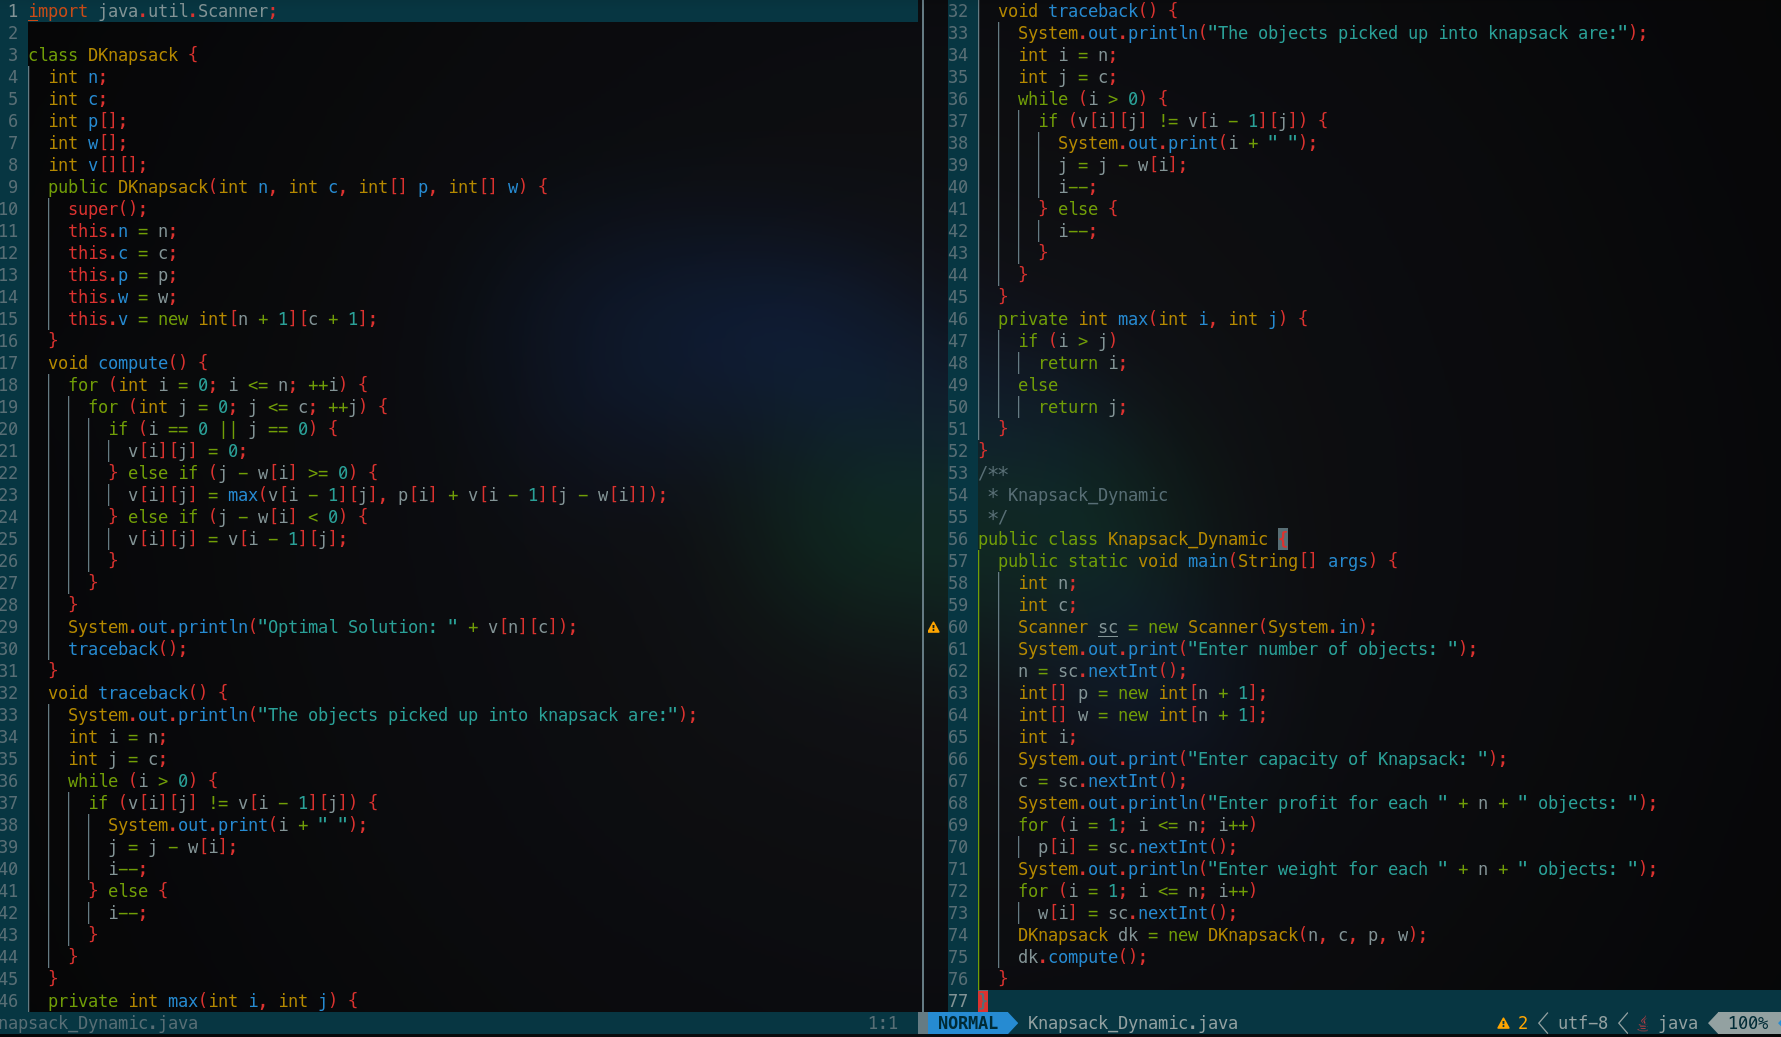 1 import java.util.Scanner;
2
3 class DKnapsack {
4   int n;
5   int c;
6   int p[];
7   int w[];
8   int v[][];
9   public DKnapsack(int n, int c, int[] p, int[] w) {
10     super();
11     this.n = n;
12     this.c = c;
13     this.p = p;
14     this.w = w;
15     this.v = new int[n + 1][c + 1];
16   }
17   void compute() {
18     for (int i = 0; i <= n; ++i) {
19       for (int j = 0; j <= c; ++j) {
20         if (i == 0 || j == 0) {
21           v[i][j] = 0;
22         } else if (j - w[i] >= 0) {
23           v[i][j] = max(v[i - 1][j], p[i] + v[i - 1][j - w[i]]);
24         } else if (j - w[i] < 0) {
25           v[i][j] = v[i - 1][j];
26         }
27       }
28     }
29     System.out.println("Optimal Solution: " + v[n][c]);
30     traceback();
31   }
32   void traceback() {
33     System.out.println("The objects picked up into knapsack are:");
34     int i = n;
35     int j = c;
36     while (i > 0) {
37       if (v[i][j] != v[i - 1][j]) {
38         System.out.print(i + " ");
39         j = j - w[i];
40         i--;
41       } else {
42         i--;
43       }
44     }
45   }
46   private int max(int i, int j) {
napsack_Dynamic.java 1:1
32   void traceback() {
33     System.out.println("The objects picked up into knapsack are:");
34     int i = n;
35     int j = c;
36     while (i > 0) {
37       if (v[i][j] != v[i - 1][j]) {
38         System.out.print(i + " ");
39         j = j - w[i];
40         i--;
41       } else {
42         i--;
43       }
44     }
45   }
46   private int max(int i, int j) {
47     if (i > j)
48       return i;
49     else
50       return j;
51   }
52 }
53 /**
54  * Knapsack_Dynamic
55  */
56 public class Knapsack_Dynamic {
57   public static void main(String[] args) {
58     int n;
59     int c;
60     Scanner sc = new Scanner(System.in);
61     System.out.print("Enter number of objects: ");
62     n = sc.nextInt();
63     int[] p = new int[n + 1];
64     int[] w = new int[n + 1];
65     int i;
66     System.out.print("Enter capacity of Knapsack: ");
67     c = sc.nextInt();
68     System.out.println("Enter profit for each " + n + " objects: ");
69     for (i = 1; i <= n; i++)
70       p[i] = sc.nextInt();
71     System.out.println("Enter weight for each " + n + " objects: ");
72     for (i = 1; i <= n; i++)
73       w[i] = sc.nextInt();
74     DKnapsack dk = new DKnapsack(n, c, p, w);
75     dk.compute();
76   }
77 }
NORMAL Knapsack_Dynamic.java 2 utf-8 java 100%